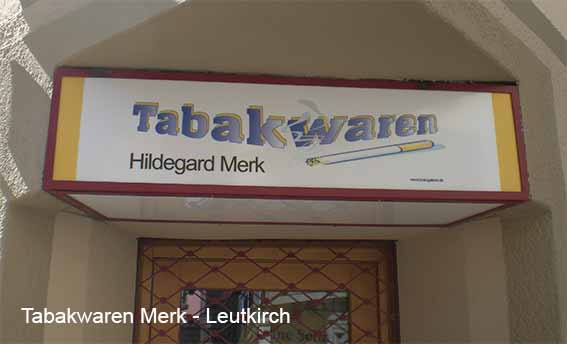 Tabakwaren
Hildegard Merk
Tabakwaren Merk - Leutkirch